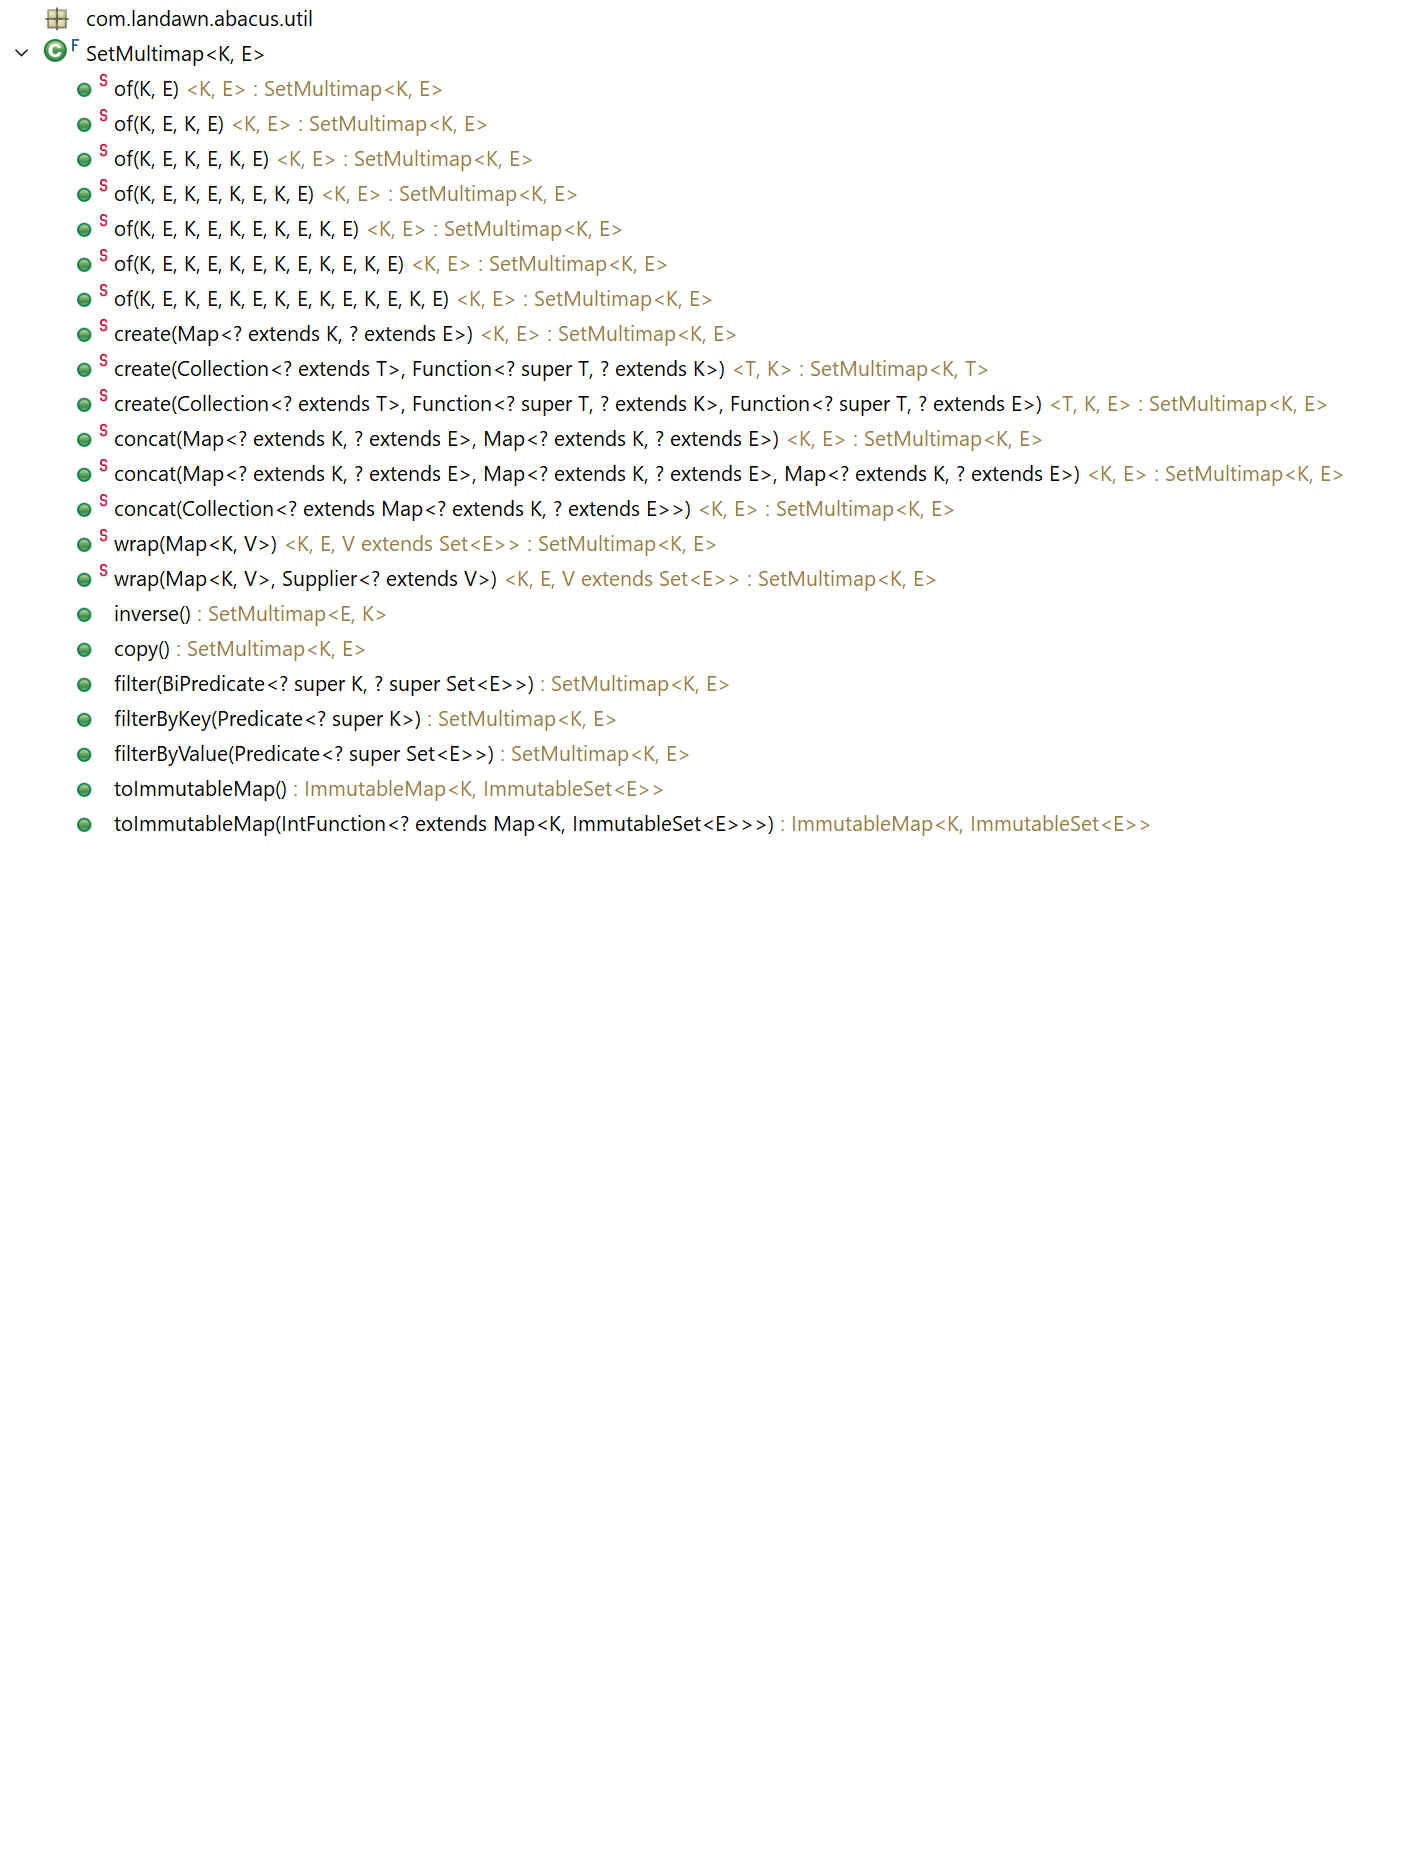 com.landawn.abacus.util
C F SetMultimap<K, E>
S of(K, E) <K, E> : SetMultimap<K, E>
S of(K, E, K, E) <K, E> : SetMultimap<K, E>
S of(K, E, K, E, K, E) <K, E> : SetMultimap<K, E>
S of(K, E, K, E, K, E, K, E) <K, E> : SetMultimap<K, E>
S of(K, E, K, E, K, E, K, E, K, E) <K, E> : SetMultimap<K, E>
S of(K, E, K, E, K, E, K, E, K, E, K, E) <K, E> : SetMultimap<K, E>
S of(K, E, K, E, K, E, K, E, K, E, K, E, K, E) <K, E> : SetMultimap<K, E>
S create(Map<? extends K, ? extends E>) <K, E> : SetMultimap<K, E>
S create(Collection<? extends T>, Function<? super T, ? extends K>) <T, K> : SetMultimap<K, T>
S create(Collection<? extends T>, Function<? super T, ? extends K>, Function<? super T, ? extends E>) <T, K, E> : SetMultimap<K, E>
S concat(Map<? extends K, ? extends E>, Map<? extends K, ? extends E>) <K, E> : SetMultimap<K, E>
S concat(Map<? extends K, ? extends E>, Map<? extends K, ? extends E>, Map<? extends K, ? extends E>) <K, E> : SetMultimap<K, E>
S concat(Collection<? extends Map<? extends K, ? extends E>>) <K, E> : SetMultimap<K, E>
S wrap(Map<K, V>) <K, E, V extends Set<E>> : SetMultimap<K, E>
S wrap(Map<K, V>, Supplier<? extends V>) <K, E, V extends Set<E>> : SetMultimap<K, E>
inverse() : SetMultimap<E, K>
copy() : SetMultimap<K, E>
filter(BiPredicate<? super K, ? super Set<E>>) : SetMultimap<K, E>
filterByKey(Predicate<? super K>) : SetMultimap<K, E>
filterByValue(Predicate<? super Set<E>>) : SetMultimap<K, E>
toImmutableMap() : ImmutableMap<K, ImmutableSet<E>>
toImmutableMap(IntFunction<? extends Map<K, ImmutableSet<E>>>) : ImmutableMap<K, ImmutableSet<E>>